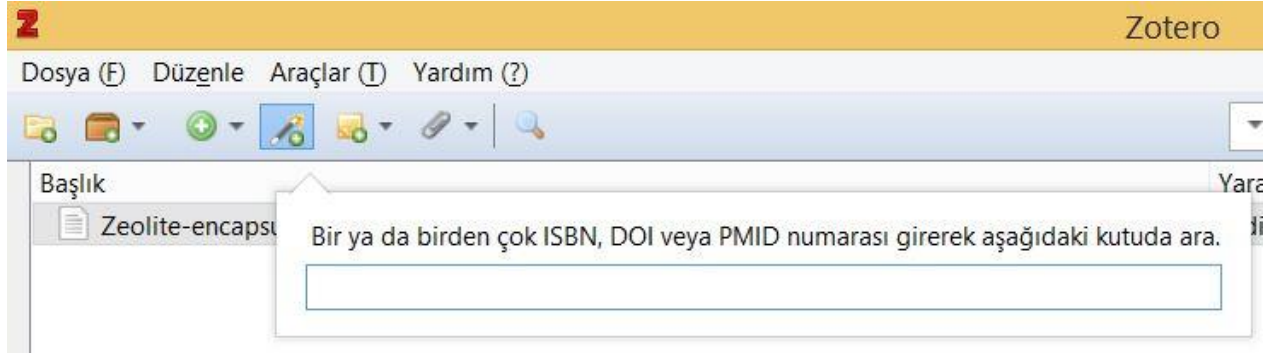 Zotero
Dosya (F) Düzenle Araçlar (T) Yardım (?)
Başlık
Zeolite-encapsu
Bir ya da birden çok ISBN, DOI veya PMID numarası girerek aşağıdaki kutuda ara.